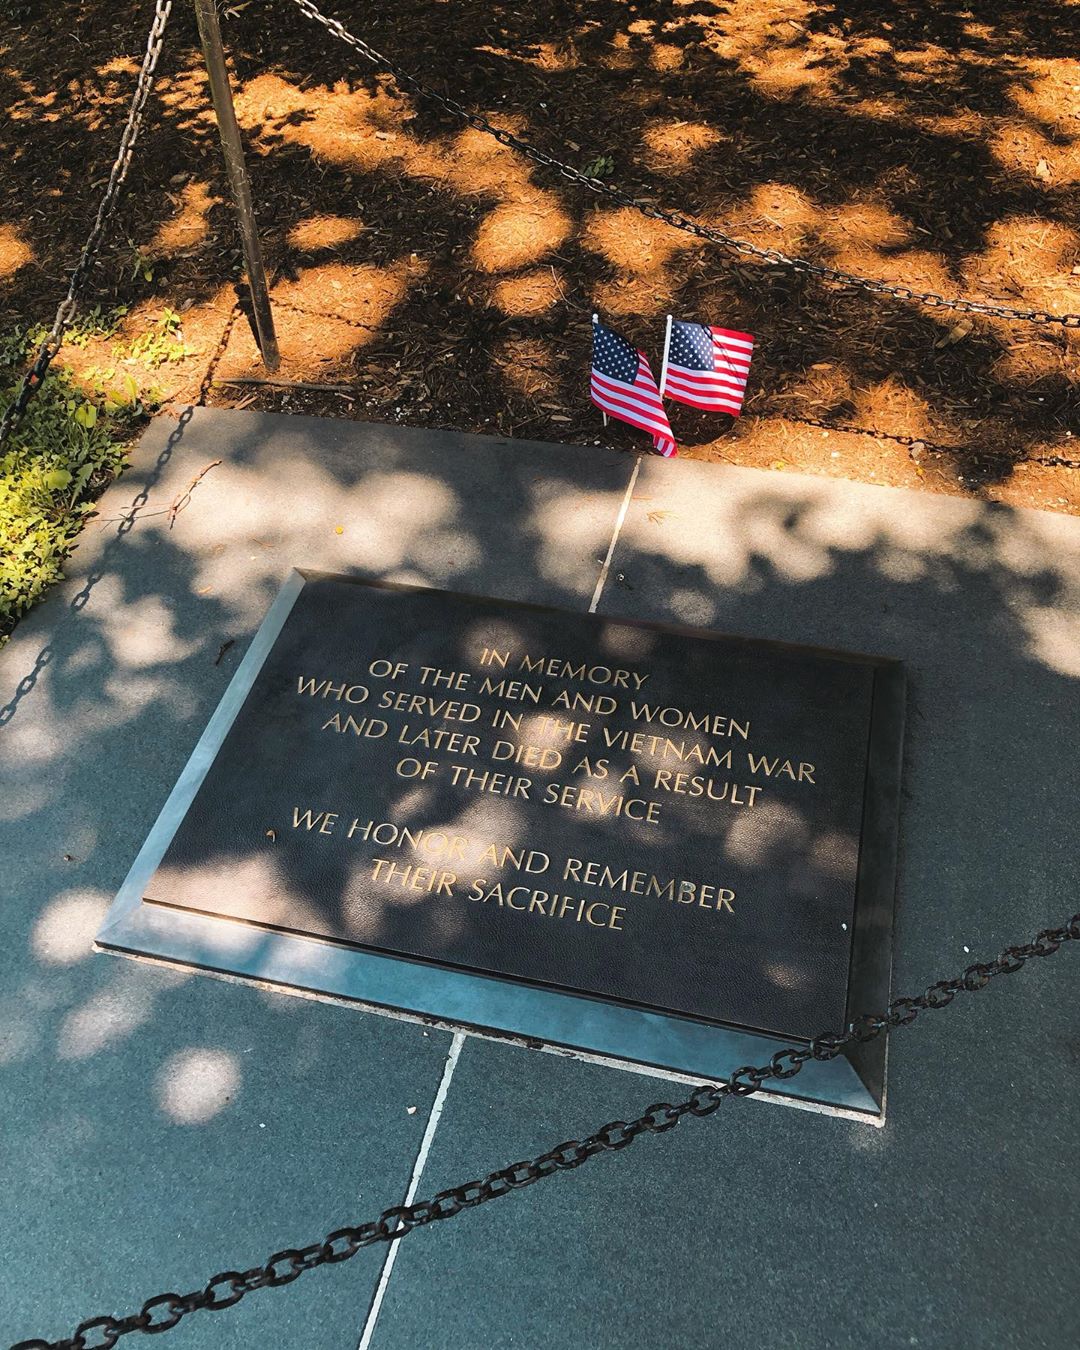 IN MEMORY
OF THE MEN AND WOMEN
WHO SERVED IN THE VIETNAM WAR
AND LATER DIED AS A RESULT
OF THEIR SERVICE
WE HONOR AND REMEMBER
THEIR SACRIFICE